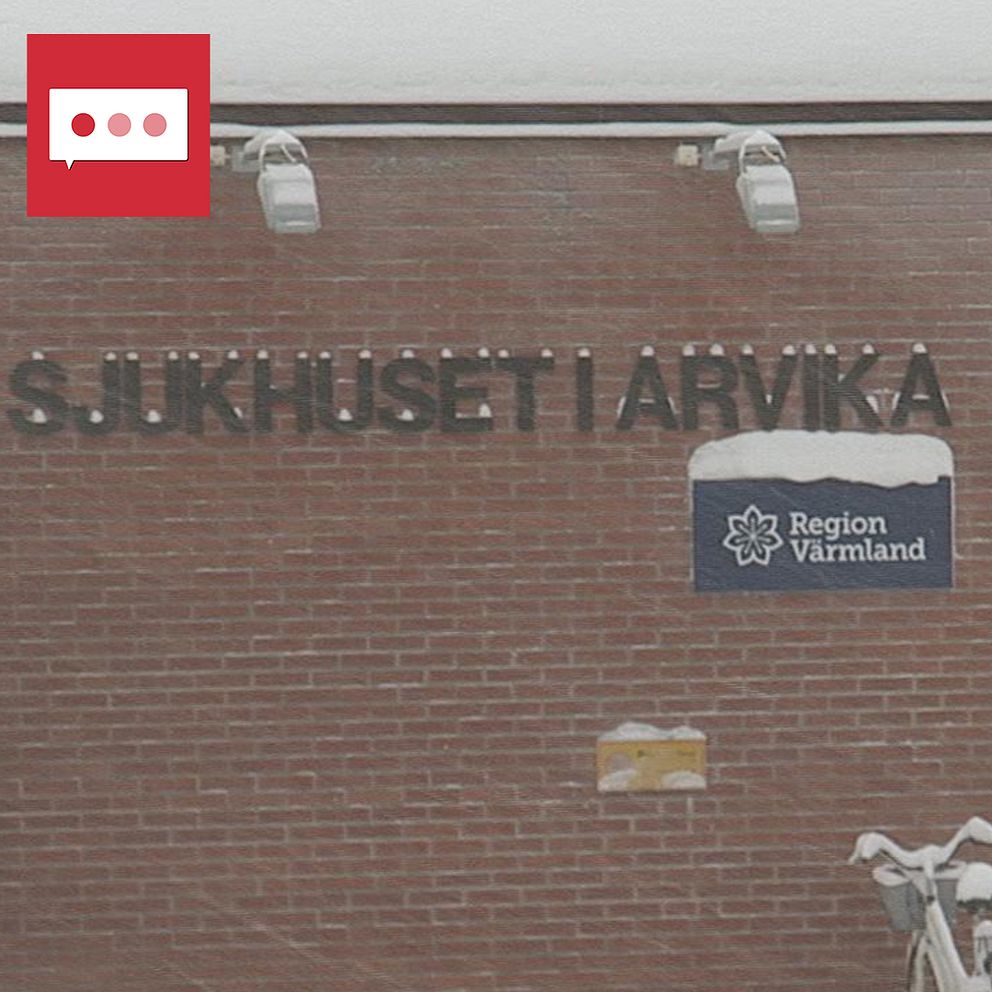 SJUKHUSET I ARVIKA
Region
Värmland